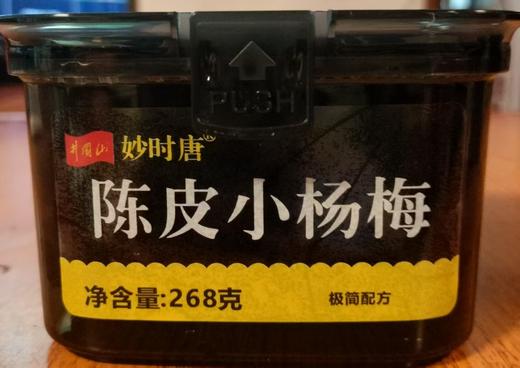 PUSH
井冈山 妙时唐
陈皮小杨梅
净含量:268克 极简配方